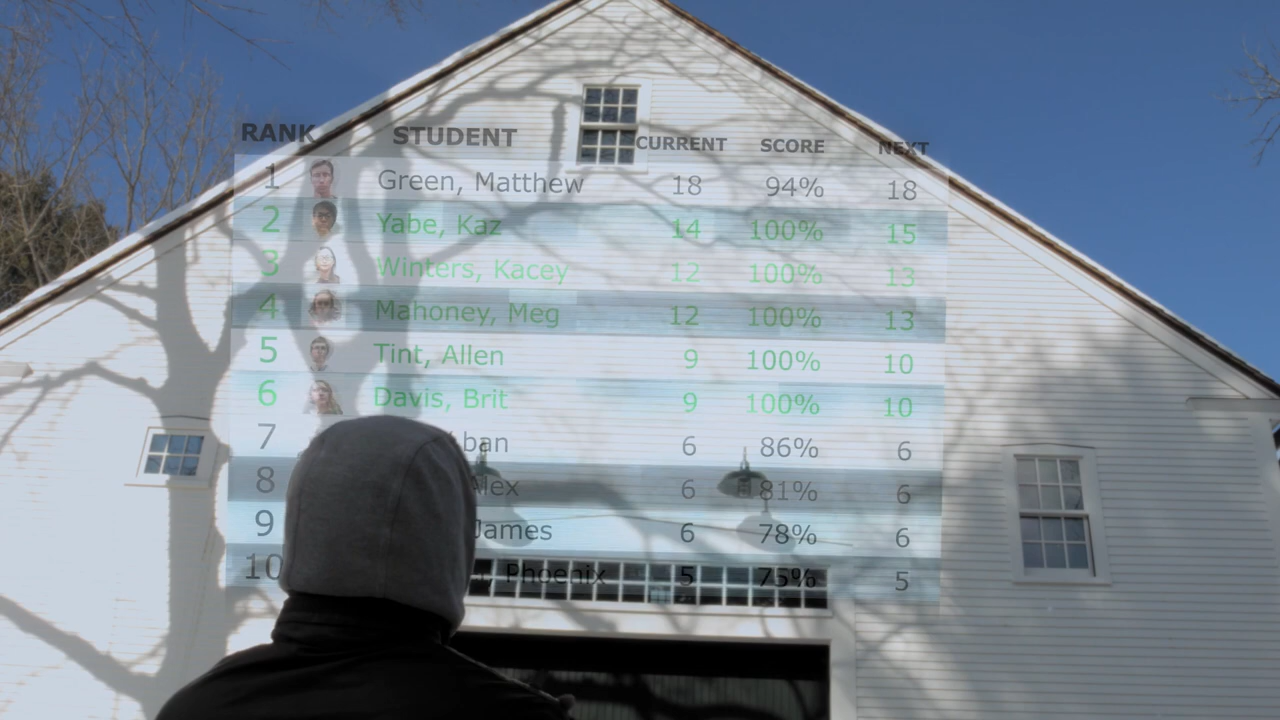 RANK STUDENT CURRENT SCORE NEXT
1 Green, Matthew 18 94% 18
2 Yabe, Kaz 14 100% 15
3 Winters, Kacey 12 100% 13
4 Mahoney, Meg 12 100% 13
5 Tint, Allen 9 100% 10
6 Davis, Brit 9 100% 10
7 ban 6 86% 6
8 Alex 6 81% 6
9 James 6 78% 6
10 Phoenix 5 75% 5